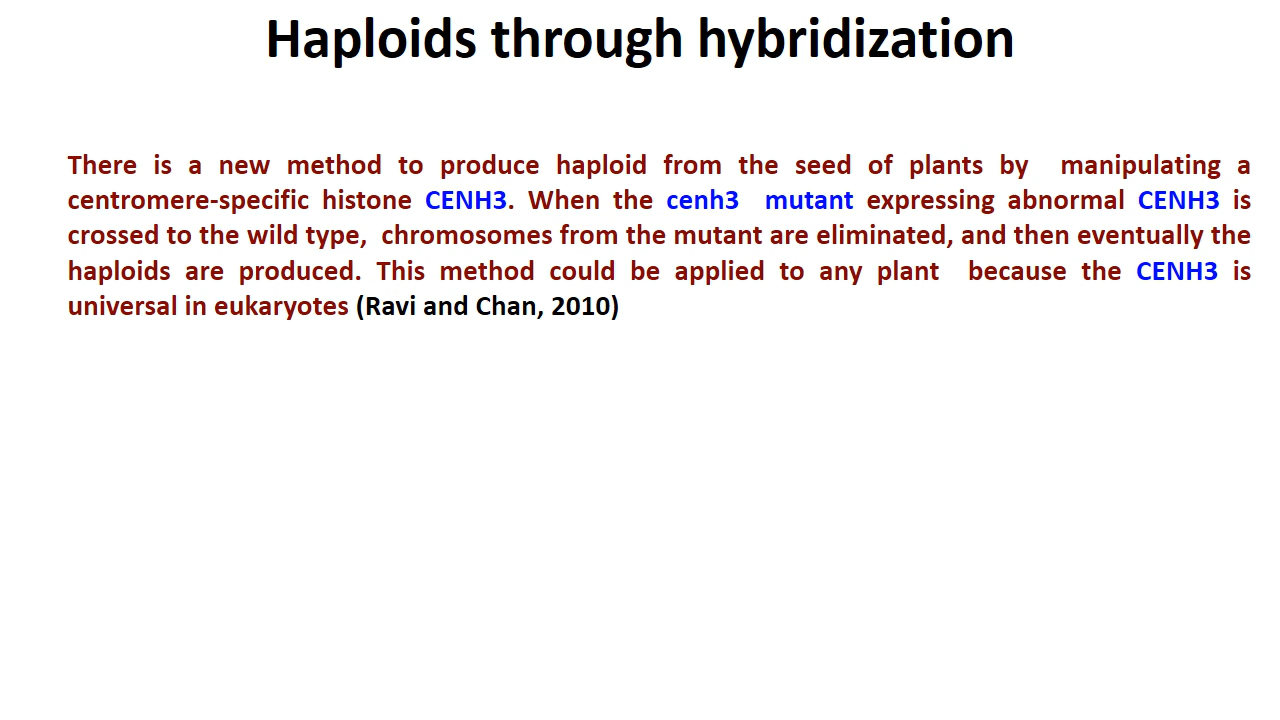 Haploids through hybridization
There is a new method to produce haploid from the seed of plants by manipulating a
centromere-specific histone CENH3. When the cenh3 mutant expressing abnormal CENH3 is
crossed to the wild type, chromosomes from the mutant are eliminated, and then eventually the
haploids are produced. This method could be applied to any plant because the CENH3 is
universal in eukaryotes (Ravi and Chan, 2010)